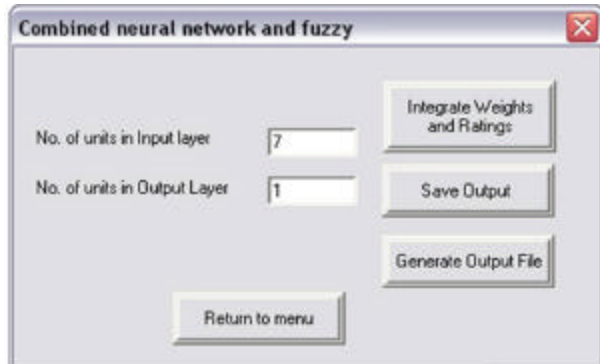 Combined neural network and fuzzy
Integrate Weights
and Ratings
No. of units in Input layer
7
No. of units in Output Layer
1
Save Output
Generate Output File
Return to menu